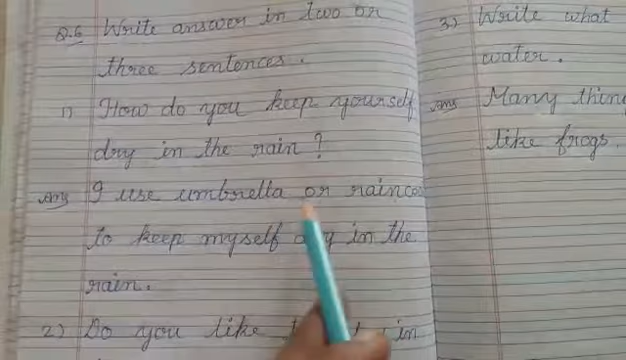 Q.6 Write answer in two or
three sentences.
1) How do you keep yourself
dry in the rain?
Ans I use umbrella or rainco
to keep myself in the
rain.
2) Do you like in
3) Write what
water.
Ans Many thin
like frogs.